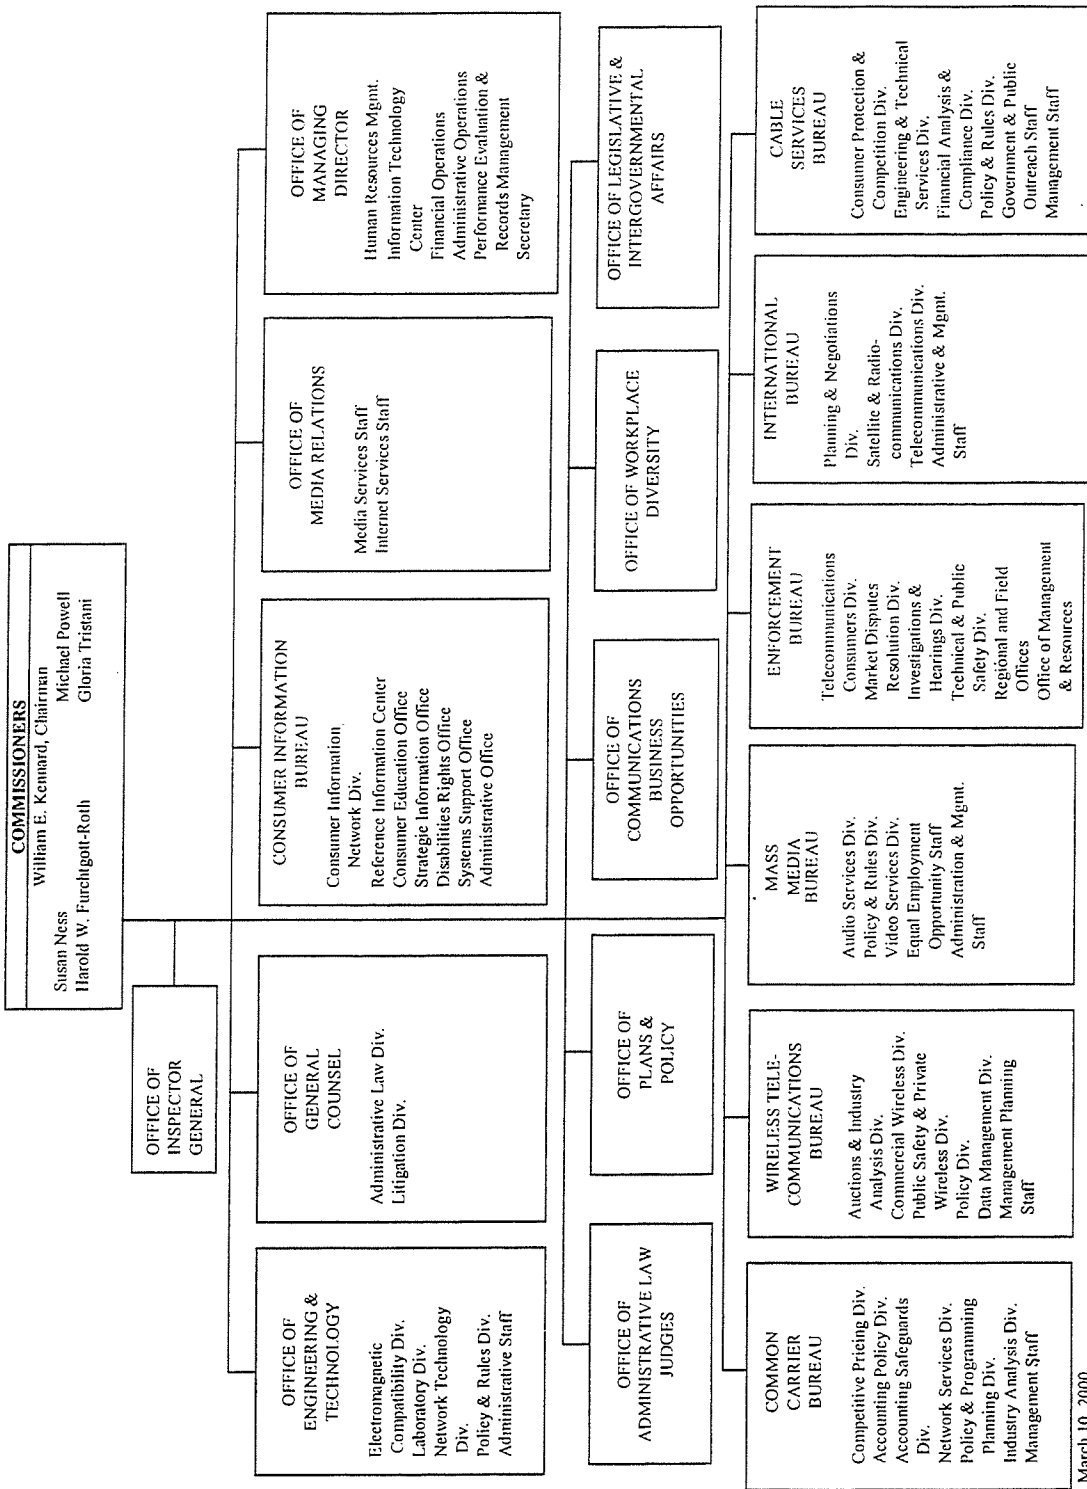 COMMISSIONERS
William E. Kennard, Chairman
Susan Ness Michael Powell
Harold W. Furchtgott-Roth Gloria Tristani
OFFICE OF
INSPECTOR
GENERAL
OFFICE OF
ENGINEERING &
TECHNOLOGY
Electromagnetic
Compatibility Div.
Laboratory Div.
Network Technology
Div.
Policy & Rules Div.
Administrative Staff
OFFICE OF
GENERAL
COUNSEL
Administrative Law Div.
Litigation Div.
CONSUMER INFORMATION
BUREAU
Consumer Information
Network Div.
Reference Information Center
Consumer Education Office
Strategic Information Office
Disabilities Rights Office
Systems Support Office
Administrative Office
OFFICE OF
MEDIA RELATIONS
Media Services Staff
Internet Services Staff
OFFICE OF
MANAGING
DIRECTOR
Human Resources Mgmt.
Information Technology
Center
Financial Operations
Administrative Operations
Performance Evaluation &
Records Management
Secretary
OFFICE OF
ADMINISTRATIVE LAW
JUDGES
OFFICE OF
PLANS &
POLICY
OFFICE OF
COMMUNICATIONS
BUSINESS
OPPORTUNITIES
OFFICE OF WORKPLACE
DIVERSITY
OFFICE OF LEGISLATIVE &
INTERGOVERNMENTAL
AFFAIRS
COMMON
CARRIER
BUREAU
Competitive Pricing Div.
Accounting Policy Div.
Accounting Safeguards
Div.
Network Services Div.
Policy & Programming
Planning Div.
Industry Analysis Div.
Management Staff
WIRELESS TELE-
COMMUNICATIONS
BUREAU
Auctions & Industry
Analysis Div.
Commercial Wireless Div.
Public Safety & Private
Wireless Div.
Policy Div.
Data Management Div.
Management Planning
Staff
MASS
MEDIA
BUREAU
Audio Services Div.
Policy & Rules Div.
Video Services Div.
Equal Employment
Opportunity Staff
Administration & Mgmt.
Staff
ENFORCEMENT
BUREAU
Telecommunications
Consumers Div.
Market Disputes
Resolution Div.
Investigations &
Hearings Div.
Technical & Public
Safety Div.
Regional and Field
Offices
Office of Management
& Resources
INTERNATIONAL
BUREAU
Planning & Negotiations
Div.
Satellite & Radio-
communications Div.
Telecommunications Div.
Administrative & Mgmt.
Staff
CABLE
SERVICES
BUREAU
Consumer Protection &
Competition Div.
Engineering & Technical
Services Div.
Financial Analysis &
Compliance Div.
Policy & Rules Div.
Government & Public
Outreach Staff
Management Staff
March 10, 2000